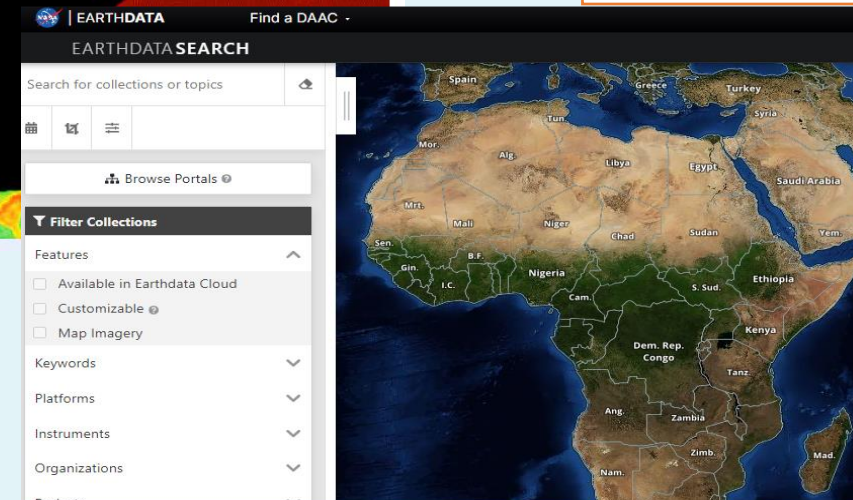 NASA
EARTHDATA
Find a DAAC -
EARTHDATA SEARCH
Search for collections or topics
Browse Portals ?
Filter Collections
Features
Available in Earthdata Cloud
Customizable ?
Map Imagery
Keywords
Platforms
Instruments
Organizations
Spain
Greece
Turkey
Syria
Tun.
Mor.
Alg.
Libya
Egypt
Saudi Arabia
Mrt.
Mali
Niger
Chad
Sudan
Yem.
Sen.
B.F.
Gin.
I.C.
Nigeria
Cam.
S. Sud.
Ethiopia
Dem. Rep.
Congo
Kenya
Tanz.
Ang.
Zambia
Zimb.
Nam.
Mad.